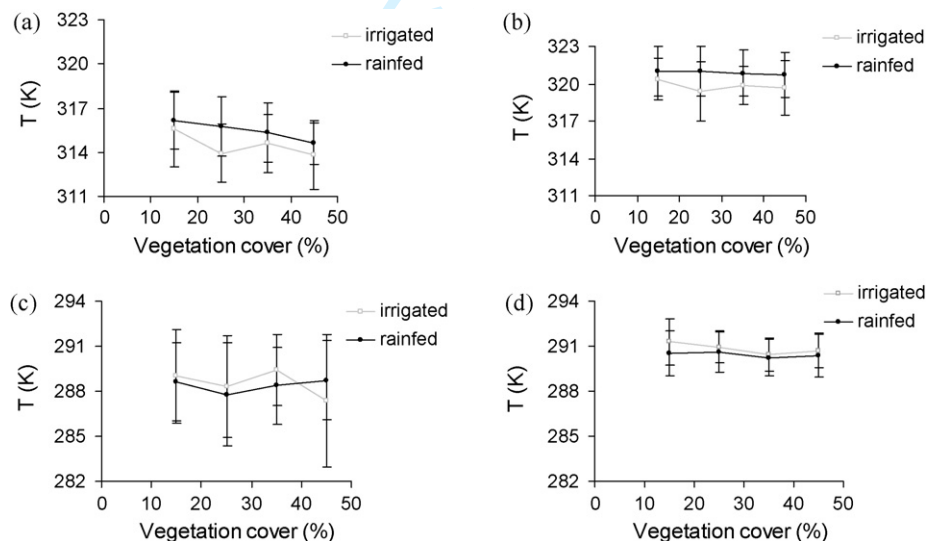 (a)
323
320
317
314
311
T (K)
0 10 20 30 40 50
Vegetation cover (%)
irrigated
rainfed
(b)
323
320
317
314
311
T (K)
0 10 20 30 40 50
Vegetation cover (%)
irrigated
rainfed
(c)
294
291
288
285
282
T (K)
0 10 20 30 40 50
Vegetation cover (%)
irrigated
rainfed
(d)
294
291
288
285
282
T (K)
0 10 20 30 40 50
Vegetation cover (%)
irrigated
rainfed